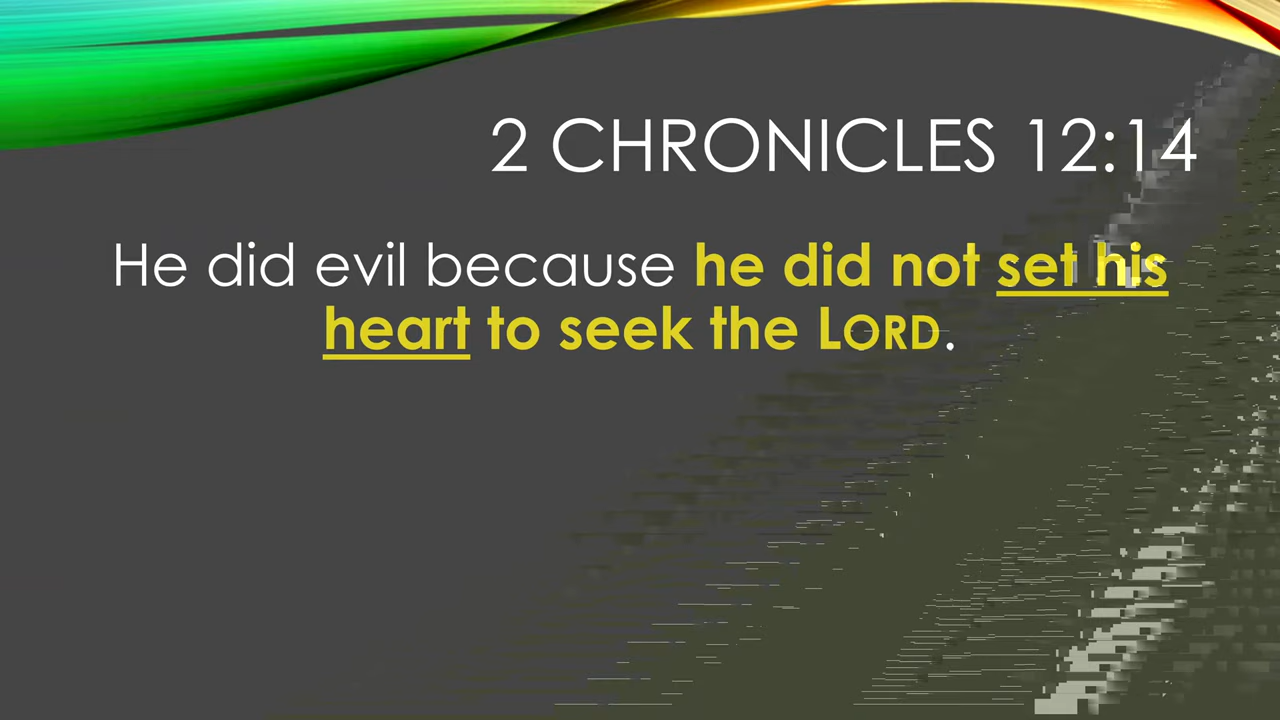 2 CHRONICLES 12:14
He did evil because he did not set his
heart to seek the LORD.